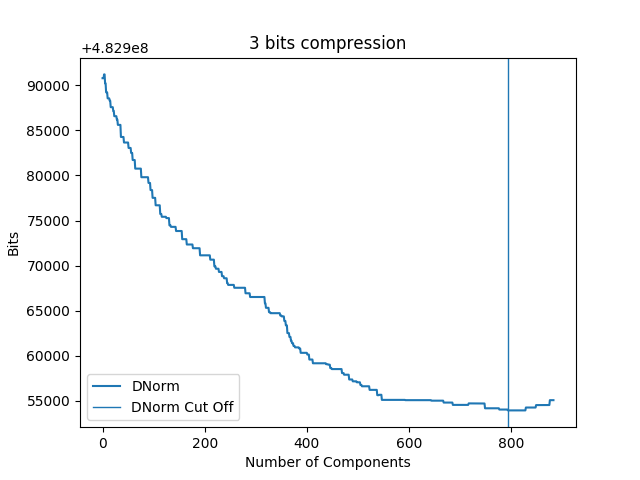 +4.829e8
3 bits compression
90000
85000
80000
75000
70000
65000
60000
55000
Bits
DNorm
DNorm Cut Off
0 200 400 600 800
Number of Components